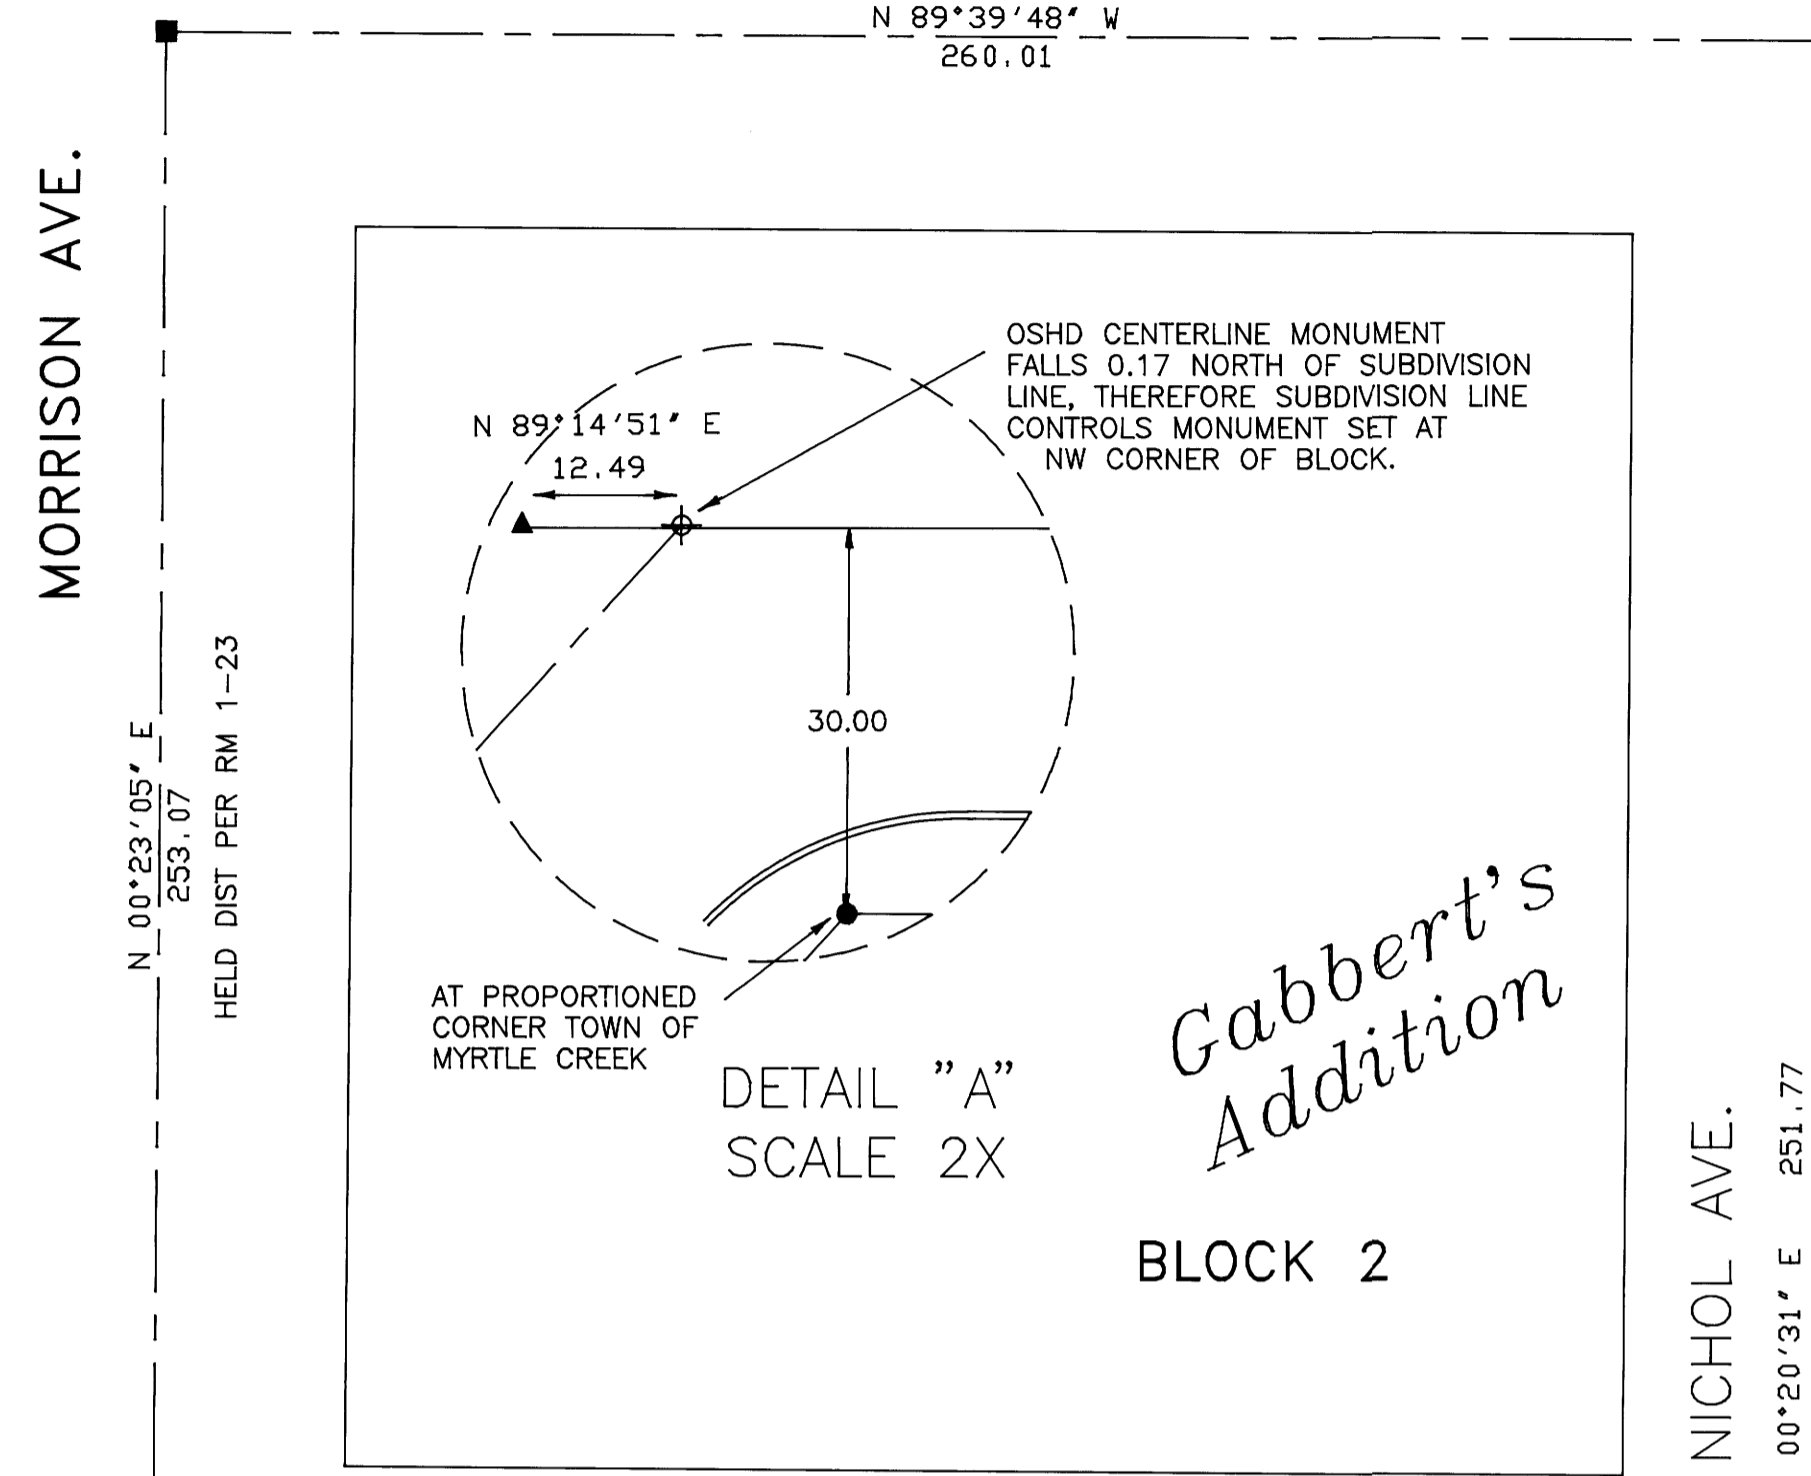 N 89°39'48" W
260.01
MORRISON AVE.
N 00°23'05" E
253.07
HELD DIST PER RM 1-23
OSHD CENTERLINE MONUMENT
FALLS 0.17 NORTH OF SUBDIVISION
LINE, THEREFORE SUBDIVISION LINE
CONTROLS MONUMENT SET AT
NW CORNER OF BLOCK.
N 89°14'51" E
12.49
30.00
AT PROPORTIONED
CORNER TOWN OF
MYRTLE CREEK
DETAIL "A"
SCALE 2X
Gabbert's
Addition
BLOCK 2
NICHOL AVE.
00°20'31" E 251.77